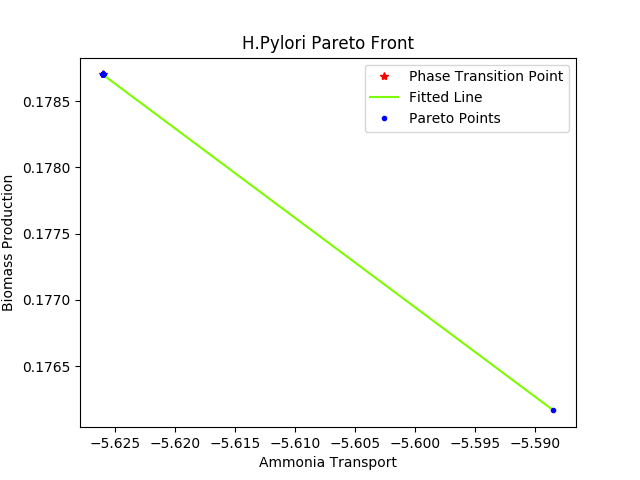 H.Pylori Pareto Front
Phase Transition Point
Fitted Line
Pareto Points
0.1785
0.1780
0.1775
0.1770
0.1765
Biomass Production
−5.625 −5.620 −5.615 −5.610 −5.605 −5.600 −5.595 −5.590
Ammonia Transport